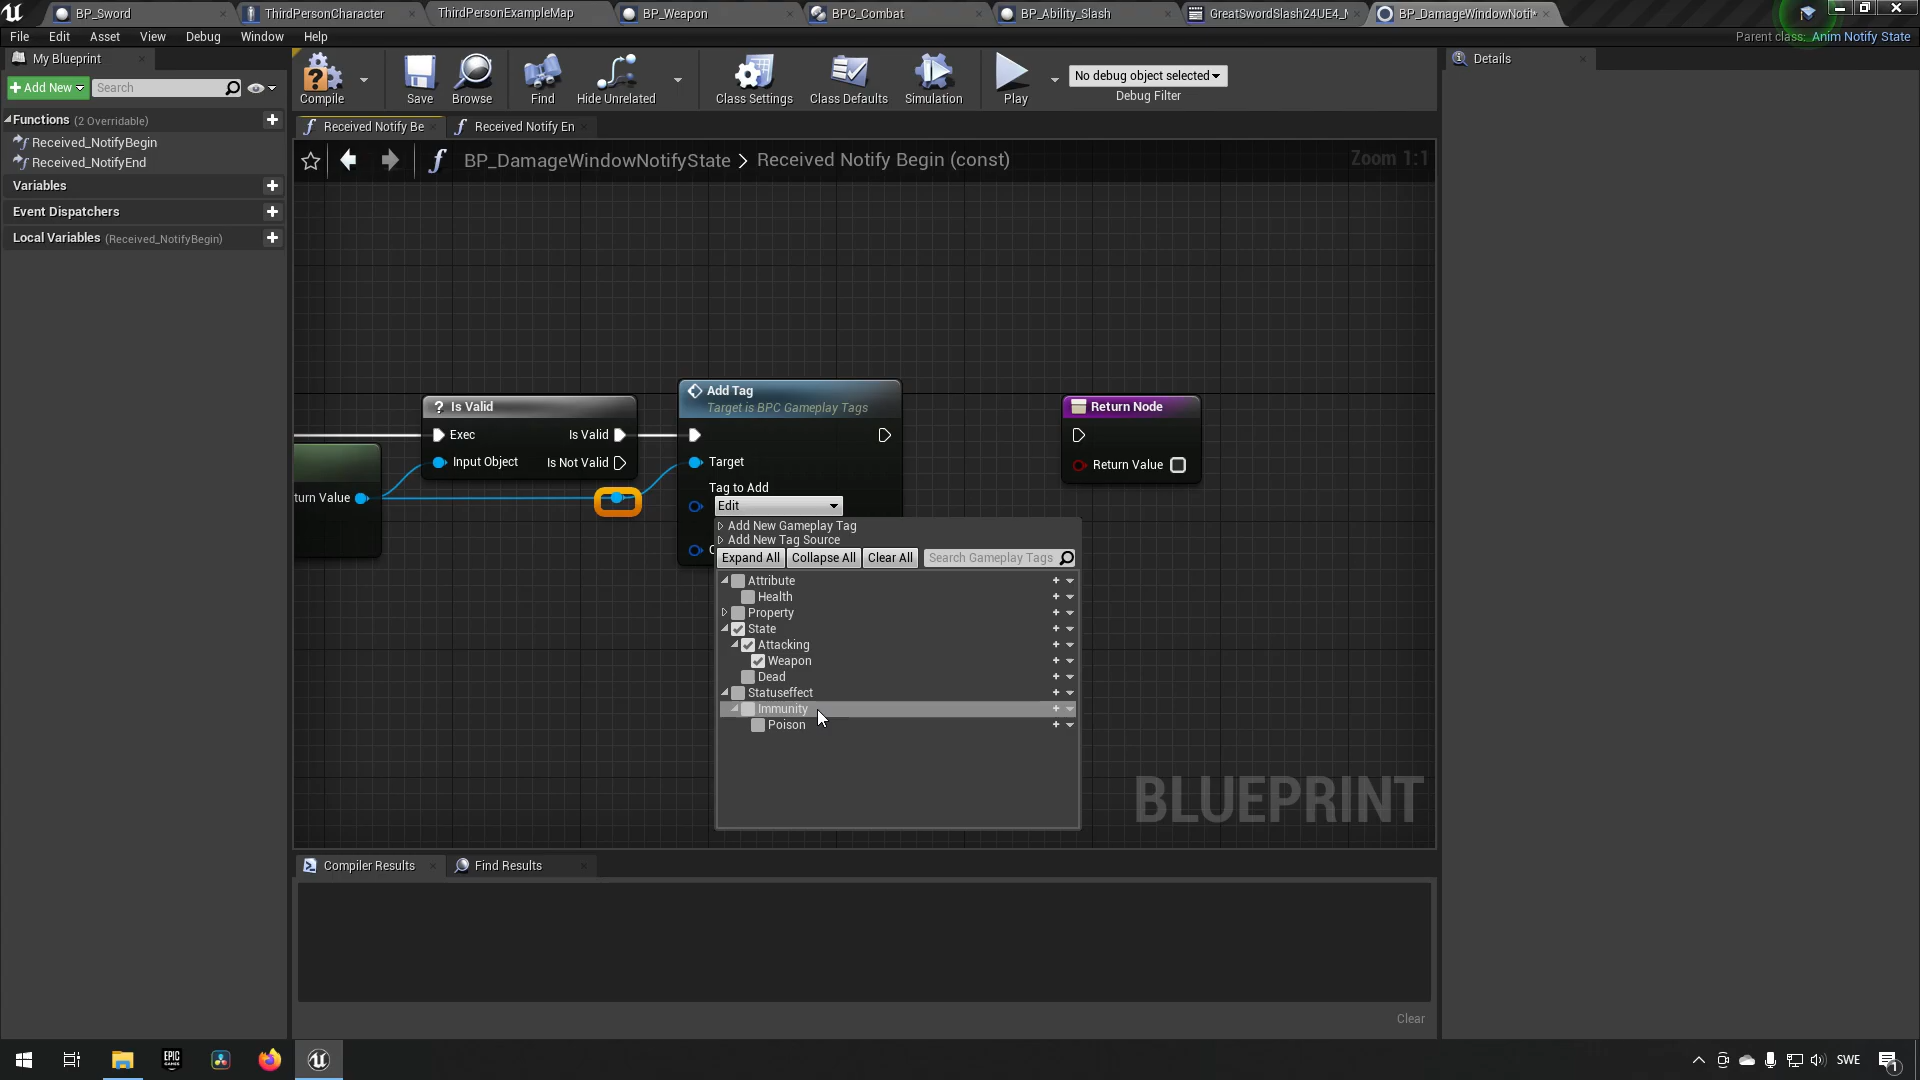 BP_Sword
ThirdPersonCharacter
ThirdPersonExampleMap
BP_Weapon
BPC_Combat
BP_Ability_Slash
GreatSwordSlash24UE4_M
BP_DamageWindowNotif
File Edit Asset View Debug Window Help
Parent class: Anim Notify State
My Blueprint
Add New
Search
Functions (2 Overridable)
Received_NotifyBegin
Received_NotifyEnd
Variables
Event Dispatchers
Local Variables (Received_NotifyBegin)
Compile
Save
Browse
Find
Hide Unrelated
Class Settings
Class Defaults
Simulation
Play
No debug object selected
Debug Filter
Details
Received Notify Be
Received Notify En
BP_DamageWindowNotifyState > Received Notify Begin (const)
Zoom 1:1
Is Valid
Exec
Is Valid
Input Object
Is Not Valid
turn Value
Add Tag
Target is BPC Gameplay Tags
Target
Tag to Add
Edit
Return Node
Return Value
Add New Gameplay Tag
Add New Tag Source
Expand All
Collapse All
Clear All
Search Gameplay Tags
Attribute
Health
Property
State
Attacking
Weapon
Dead
Statuseffect
Immunity
Poison
BLUEPRINT
Compiler Results
Find Results
Clear
EPIC GAMES
SWE
1